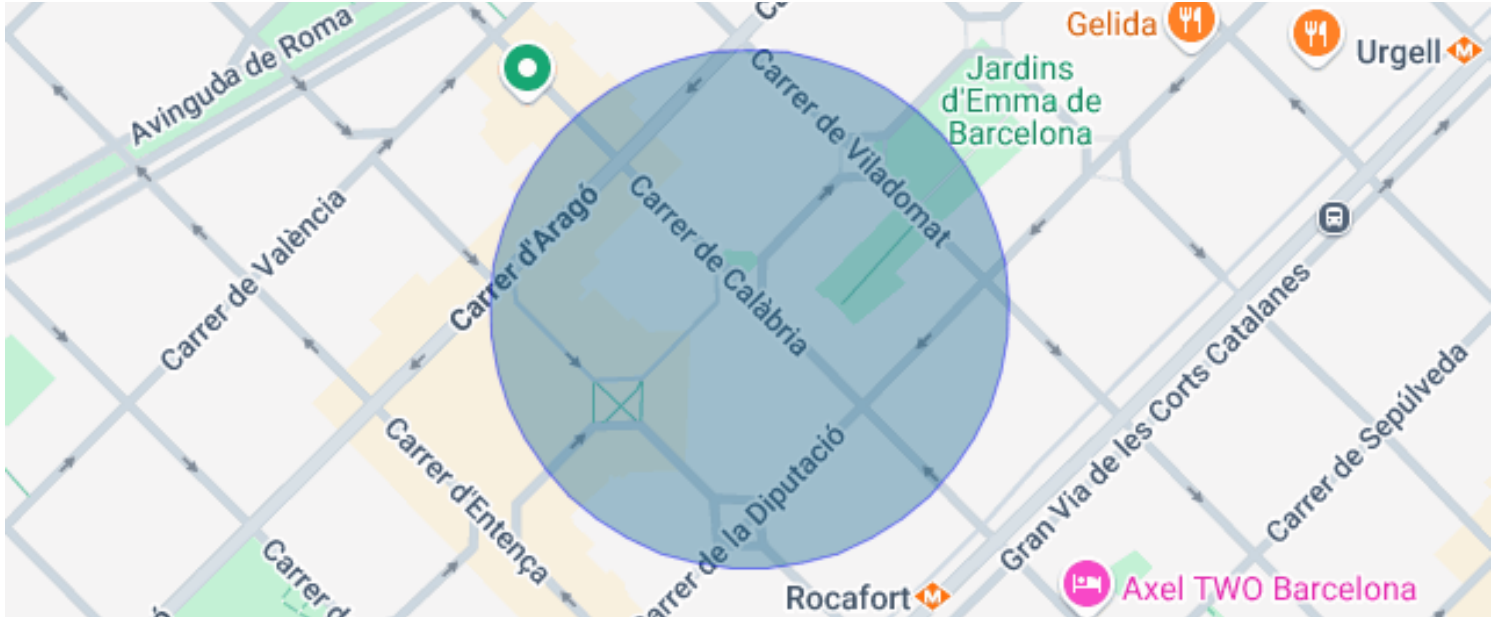 Avinguda de Roma
Ca
Gelida
Urgell
Jardins
d'Emma de
Barcelona
Carrer de Viladomat
Carrer de València
Carrer d'Aragó
Carrer de Calàbria
Gran Via de les Corts Catalanes
Carrer de Sepúlveda
Carrer d'Entença
Carrer de la Diputació
Carrer d
ó
Rocafort
Axel TWO Barcelona